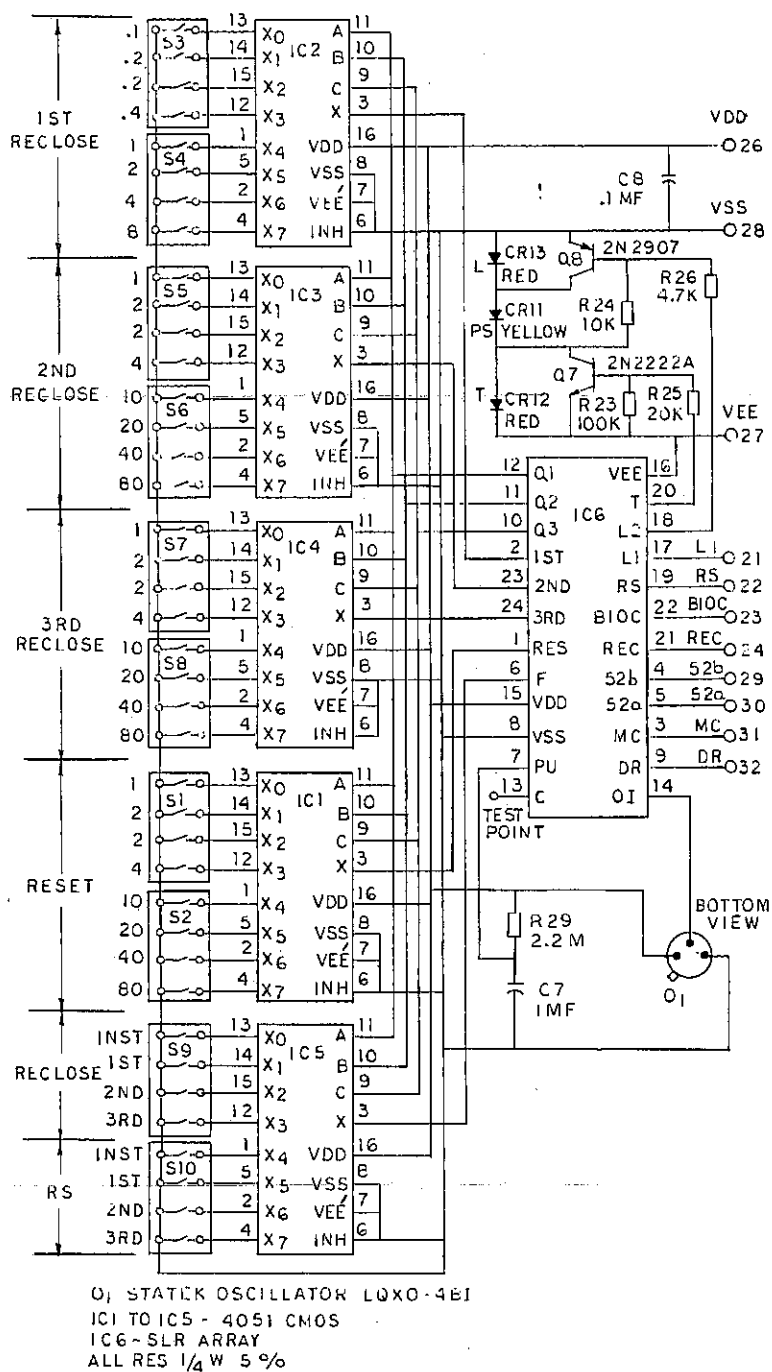 1ST RECLOSE
.1 S3 13 X0 IC2 A 11
.2 14 X1 B 10
.2 15 X2 C 9
.4 12 X3 X 3
1 S4 1 X4 VDD 16
2 5 X5 VSS 8
4 2 X6 VEE 7
8 4 X7 INH 6
VDD
26
C8
.1 MF
VSS
28
2ND RECLOSE
1 S5 13 X0 IC3 A 11
2 14 X1 B 10
2 15 X2 C 9
4 12 X3 X 3
10 S6 1 X4 VDD 16
20 5 X5 VSS 8
40 2 X6 VEE 7
80 4 X7 INH 6
L CR13 RED
Q8 2N2907
R26 4.7K
PS CR11 YELLOW
R24 10K
Q7 2N2222A
T CR12 RED
R23 100K
R25 20K
VEE
27
3RD RECLOSE
1 S7 13 X0 IC4 A 11
2 14 X1 B 10
2 15 X2 C 9
4 12 X3 X 3
10 S8 1 X4 VDD 16
20 5 X5 VSS 8
40 2 X6 VEE 7
80 4 X7 INH 6
IC6
12 Q1 VEE 16
11 Q2 T 20
10 Q3 L2 18
2 1ST L1 17 L1 21
23 2ND RS 19 RS 22
24 3RD BIOC 22 BIOC 23
1 RES REC 21 REC 24
6 F 52b 4 52b 29
15 VDD 52a 5 52a 30
8 VSS MC 3 MC 31
7 PU DR 9 DR 32
13 C OI 14
TEST POINT
RESET
1 S1 13 X0 IC1 A 11
2 14 X1 B 10
2 15 X2 C 9
4 12 X3 X 3
10 S2 1 X4 VDD 16
20 5 X5 VSS 8
40 2 X6 VEE 7
80 4 X7 INH 6
R29
2.2 M
C7
1MF
BOTTOM VIEW
O1
RECLOSE
INST S9 13 X0 IC5 A 11
1ST 14 X1 B 10
2ND 15 X2 C 9
3RD 12 X3 X 3
RS
INST S10 1 X4 VDD 16
1ST 5 X5 VSS 8
2ND 2 X6 VEE 7
3RD 4 X7 INH 6
O1 STATEK OSCILLATOR LQXO-4BI
IC1 TO IC5 - 4051 CMOS
IC6 - SLR ARRAY
ALL RES 1/4 W 5 %